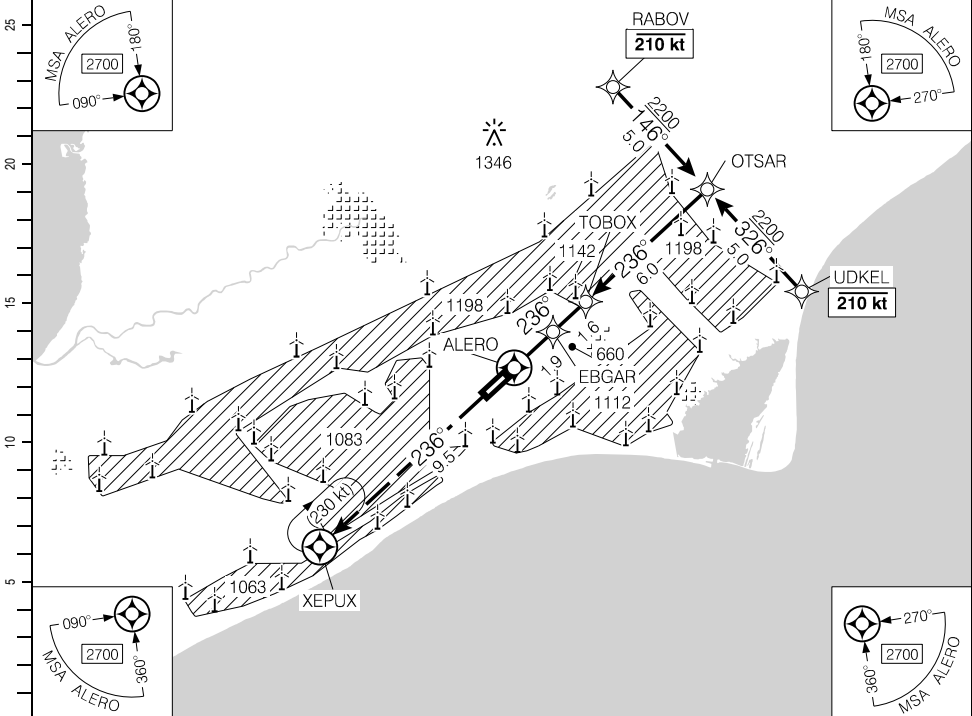 25
20
15
10
5
MSA ALERO
180°
2700
090°
RABOV
210 kt
MSA ALERO
180°
2700
270°
2200
146°
5.0
1346
OTSAR
TOBOX
1142
236°
6.0
1198
2200
326°
5.0
UDKEL
210 kt
1198
236°
1.6
ALERO
660
1.9
EBGAR
1112
1083
236°
9.5
230 kt
1063
XEPUX
090°
2700
360°
MSA ALERO
270°
2700
360°
MSA ALERO